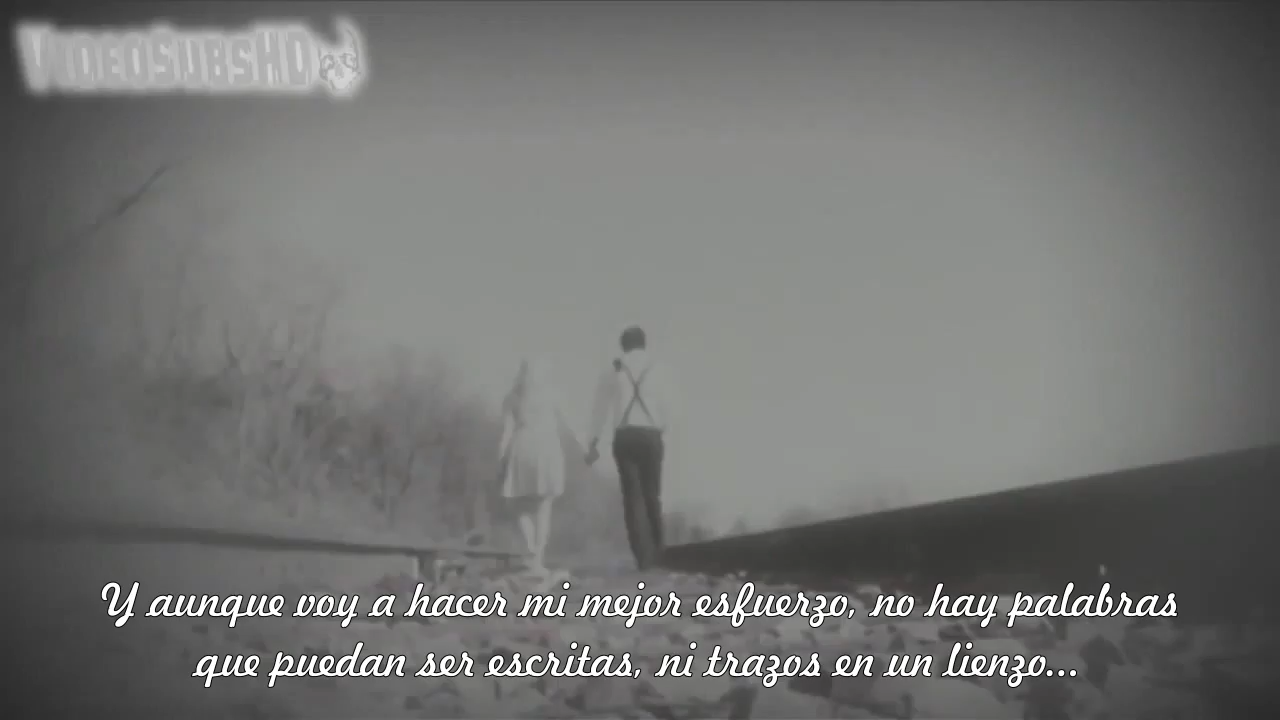 VIDEOSUBSHD
Y aunque voy a hacer mi mejor esfuerzo, no hay palabras
que puedan ser escritas, ni trazos en un lienzo...